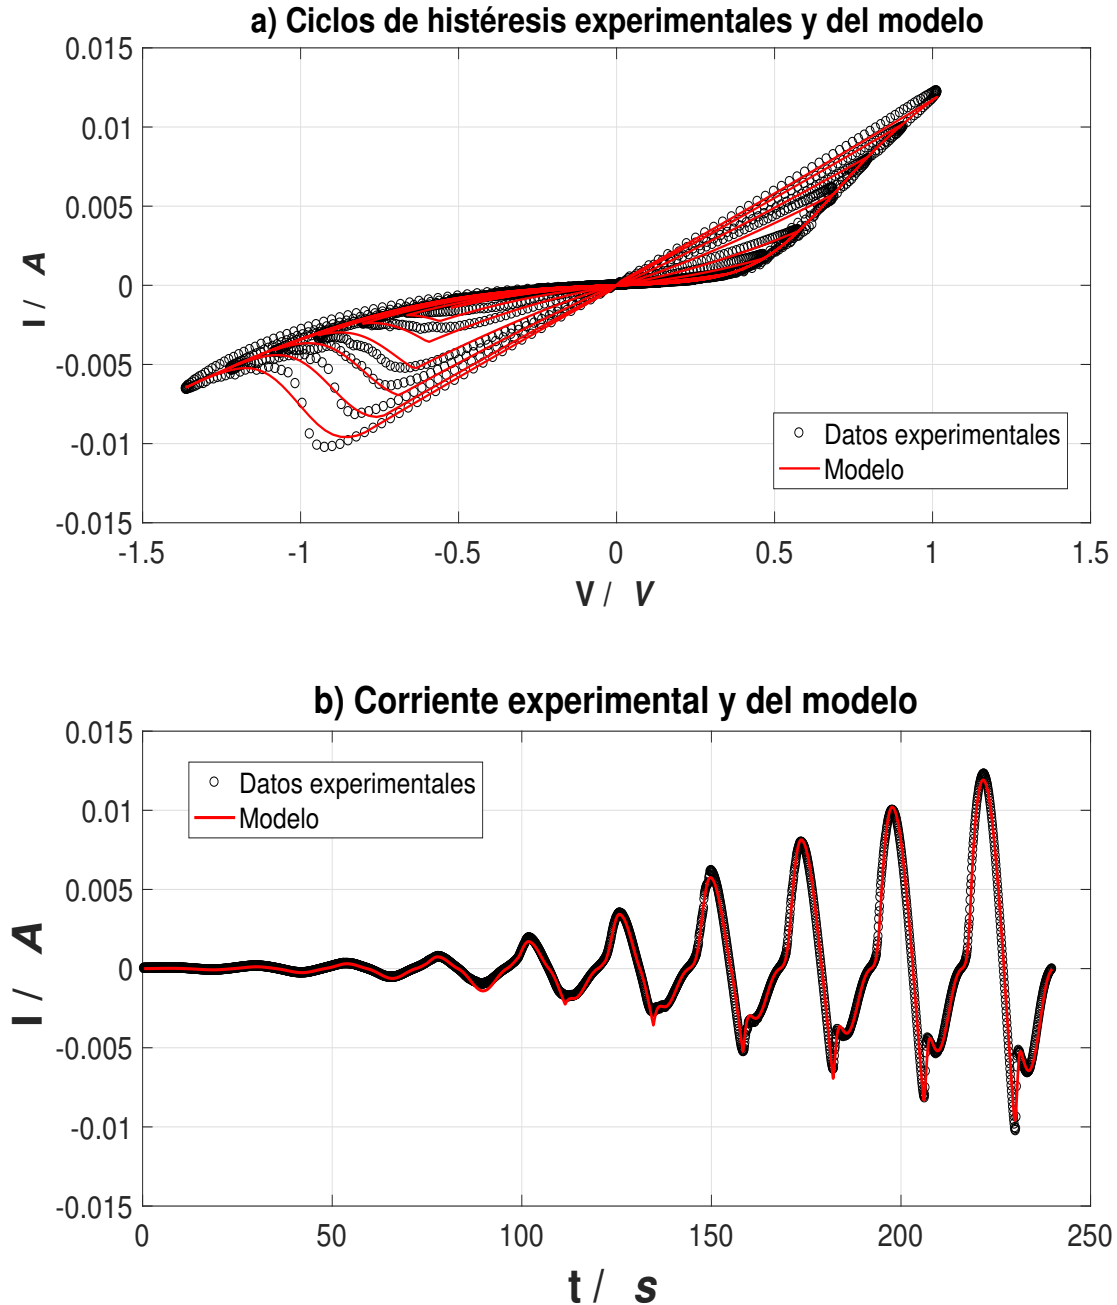 a) Ciclos de histéresis experimentales y del modelo
0.015
0.01
0.005
0
-0.005
-0.01
-0.015
I / A
-1.5 -1 -0.5 0 0.5 1 1.5
V / V
Datos experimentales
Modelo
b) Corriente experimental y del modelo
0.015
0.01
0.005
0
-0.005
-0.01
-0.015
I / A
Datos experimentales
Modelo
0 50 100 150 200 250
t / s